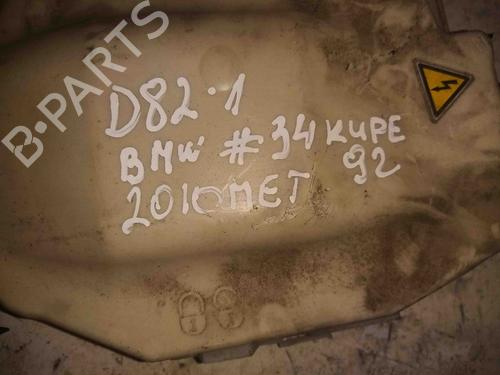 B·PARTS
D82·1
BMW #34 KUPE
2010 MET 92